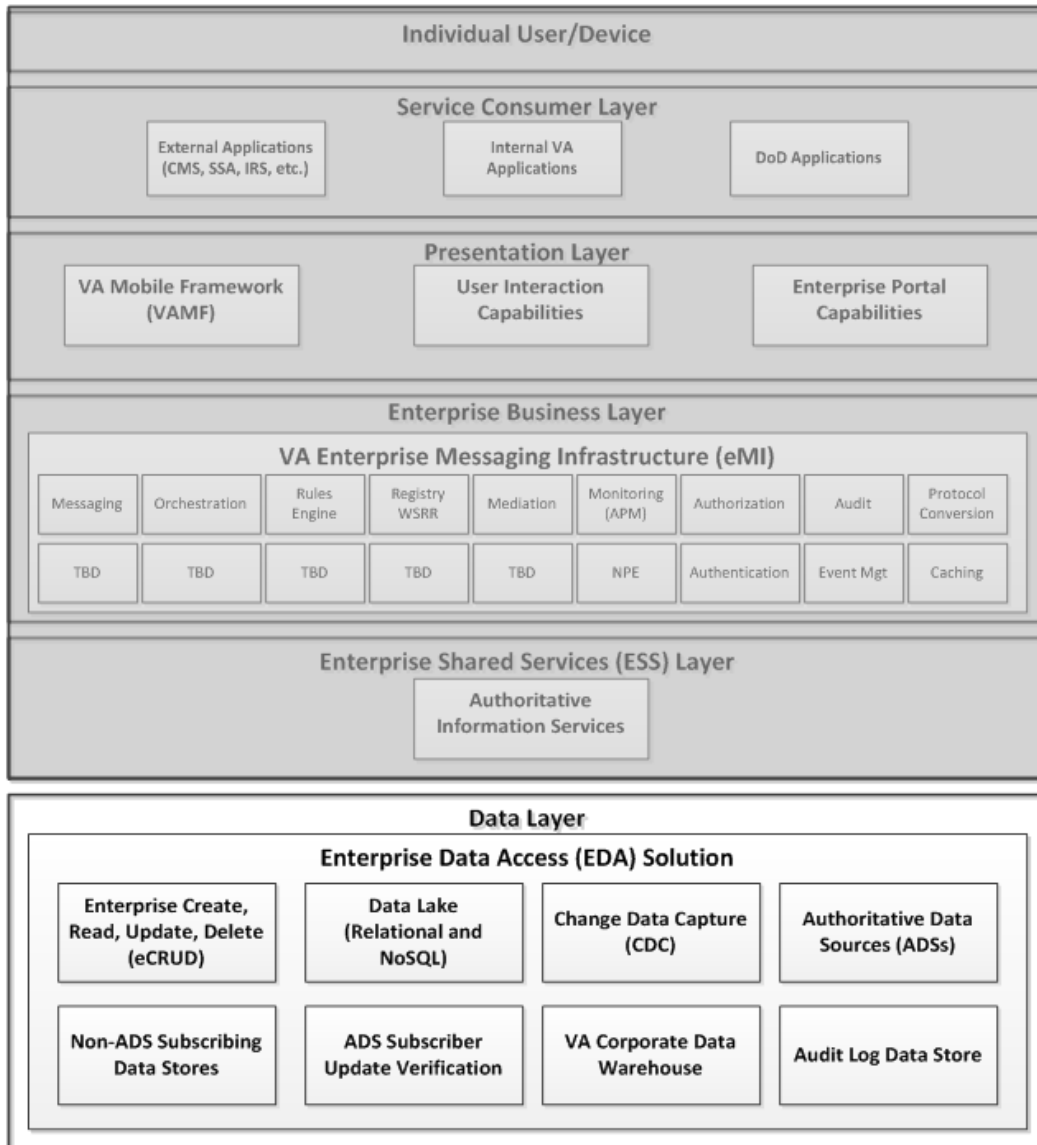 Individual User/Device
Service Consumer Layer
External Applications
(CMS, SSA, IRS, etc.)
Internal VA
Applications
DoD Applications
Presentation Layer
VA Mobile Framework
(VAMF)
User Interaction
Capabilities
Enterprise Portal
Capabilities
Enterprise Business Layer
VA Enterprise Messaging Infrastructure (eMI)
Messaging
Orchestration
Rules
Engine
Registry
WSRR
Mediation
Monitoring
(APM)
Authorization
Audit
Protocol
Conversion
TBD
TBD
TBD
TBD
TBD
NPE
Authentication
Event Mgt
Caching
Enterprise Shared Services (ESS) Layer
Authoritative
Information Services
Data Layer
Enterprise Data Access (EDA) Solution
Enterprise Create,
Read, Update, Delete
(eCRUD)
Data Lake
(Relational and
NoSQL)
Change Data Capture
(CDC)
Authoritative Data
Sources (ADSs)
Non-ADS Subscribing
Data Stores
ADS Subscriber
Update Verification
VA Corporate Data
Warehouse
Audit Log Data Store